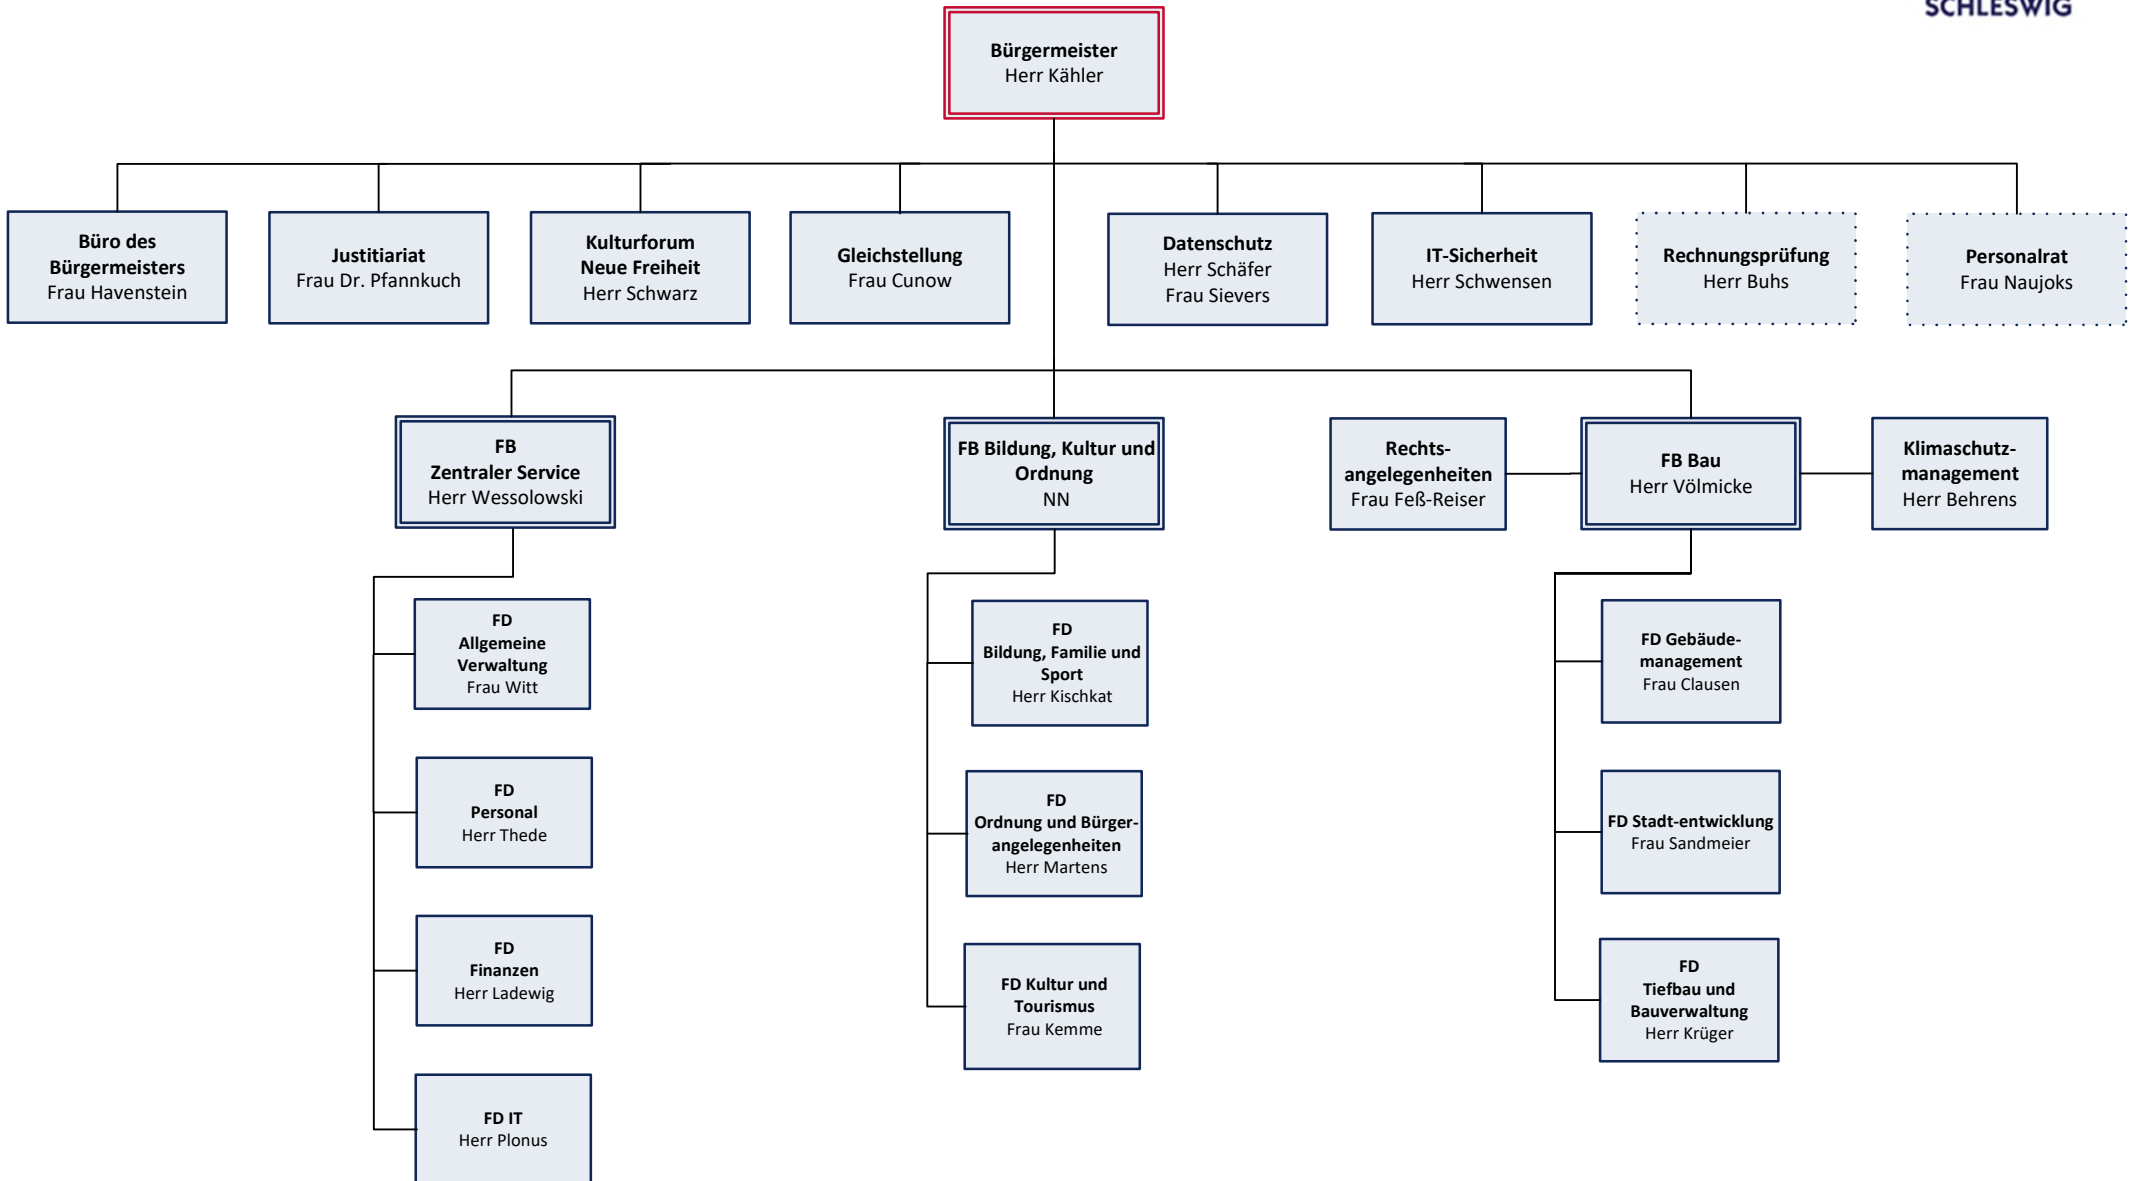 SCHLESWIG
Bürgermeister
Herr Kähler
Büro des
Bürgermeisters
Frau Havenstein
Justitiariat
Frau Dr. Pfannkuch
Kulturforum
Neue Freiheit
Herr Schwarz
Gleichstellung
Frau Cunow
Datenschutz
Herr Schäfer
Frau Sievers
IT-Sicherheit
Herr Schwensen
Rechnungsprüfung
Herr Buhs
Personalrat
Frau Naujoks
FB
Zentraler Service
Herr Wessolowski
FB Bildung, Kultur und
Ordnung
NN
Rechts-
angelegenheiten
Frau Feß-Reiser
FB Bau
Herr Völmicke
Klimaschutz-
management
Herr Behrens
FD
Allgemeine
Verwaltung
Frau Witt
FD
Personal
Herr Thede
FD
Finanzen
Herr Ladewig
FD IT
Herr Plonus
FD
Bildung, Familie und
Sport
Herr Kischkat
FD
Ordnung und Bürger-
angelegenheiten
Herr Martens
FD Kultur und
Tourismus
Frau Kemme
FD Gebäude-
management
Frau Clausen
FD Stadt-entwicklung
Frau Sandmeier
FD
Tiefbau und
Bauverwaltung
Herr Krüger